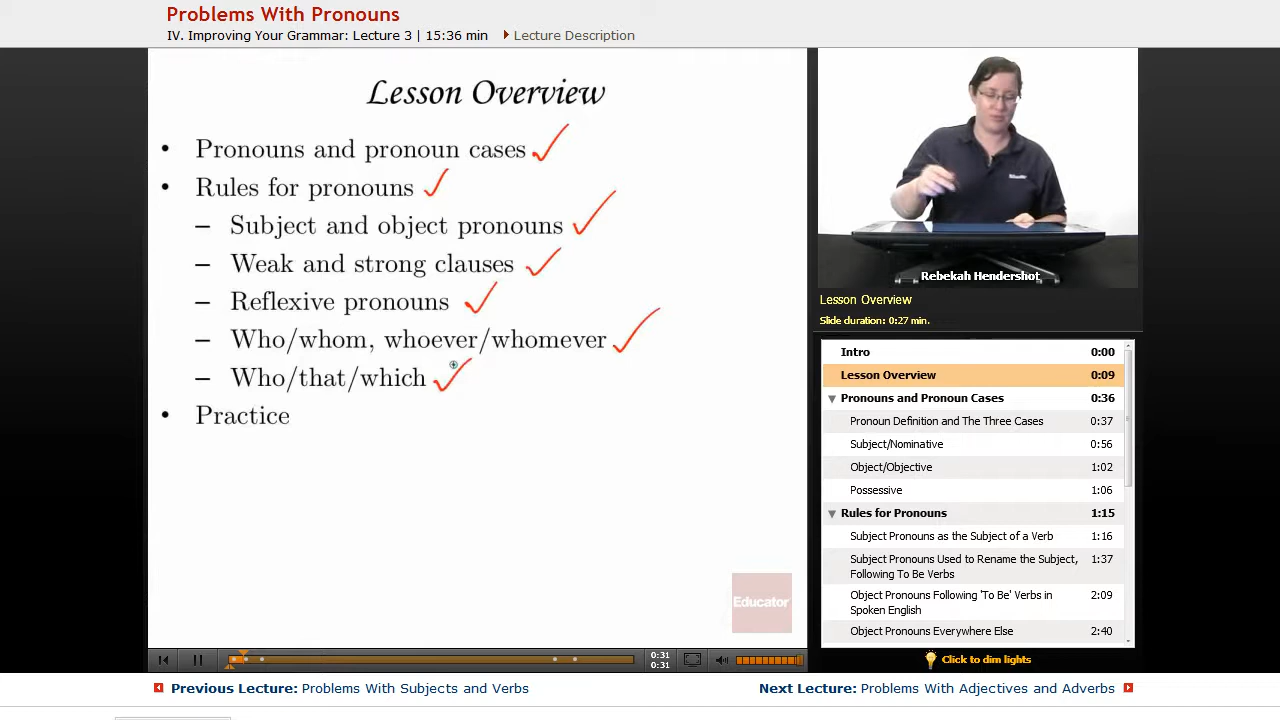 Problems With Pronouns
IV. Improving Your Grammar: Lecture 3 | 15:36 min
Lecture Description
Lesson Overview
• Pronouns and pronoun cases
• Rules for pronouns
– Subject and object pronouns
– Weak and strong clauses
– Reflexive pronouns
– Who/whom, whoever/whomever
– Who/that/which
• Practice
Educator
Rebekah Hendershot
Lesson Overview
Slide duration: 0:27 min.
Intro 0:00
Lesson Overview 0:09
Pronouns and Pronoun Cases 0:36
Pronoun Definition and The Three Cases 0:37
Subject/Nominative 0:56
Object/Objective 1:02
Possessive 1:06
Rules for Pronouns 1:15
Subject Pronouns as the Subject of a Verb 1:16
Subject Pronouns Used to Rename the Subject, 1:37
Following To Be Verbs
Object Pronouns Following 'To Be' Verbs in 2:09
Spoken English
Object Pronouns Everywhere Else 2:40
0:31
0:31
Click to dim lights
Previous Lecture: Problems With Subjects and Verbs
Next Lecture: Problems With Adjectives and Adverbs